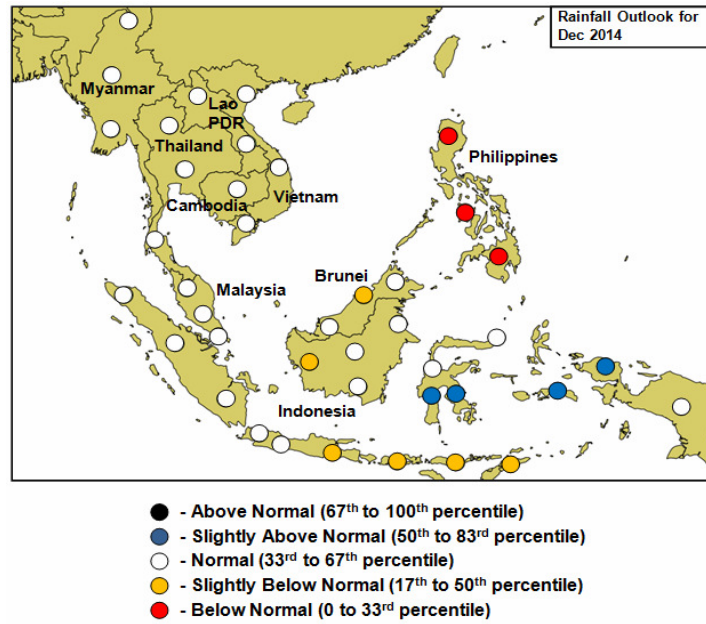 Rainfall Outlook for
Dec 2014
Myanmar
Lao
PDR
Thailand
Philippines
Cambodia
Vietnam
Brunei
Malaysia
Indonesia
- Above Normal (67th to 100th percentile)
- Slightly Above Normal (50th to 83rd percentile)
- Normal (33rd to 67th percentile)
- Slightly Below Normal (17th to 50th percentile)
- Below Normal (0 to 33rd percentile)